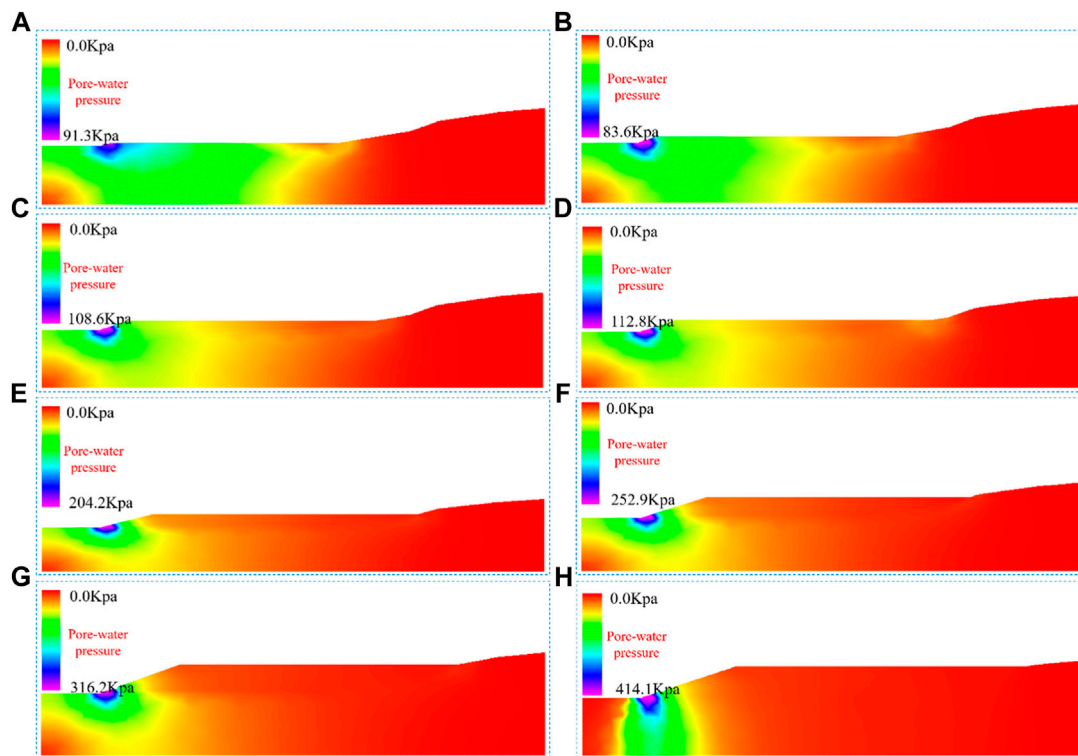 A
0.0Kpa
Pore-water
pressure
91.3Kpa
B
0.0Kpa
Pore-water
pressure
83.6Kpa
C
0.0Kpa
Pore-water
pressure
108.6Kpa
D
0.0Kpa
Pore-water
pressure
112.8Kpa
E
0.0Kpa
Pore-water
pressure
204.2Kpa
F
0.0Kpa
Pore-water
pressure
252.9Kpa
G
0.0Kpa
Pore-water
pressure
316.2Kpa
H
0.0Kpa
Pore-water
pressure
414.1Kpa